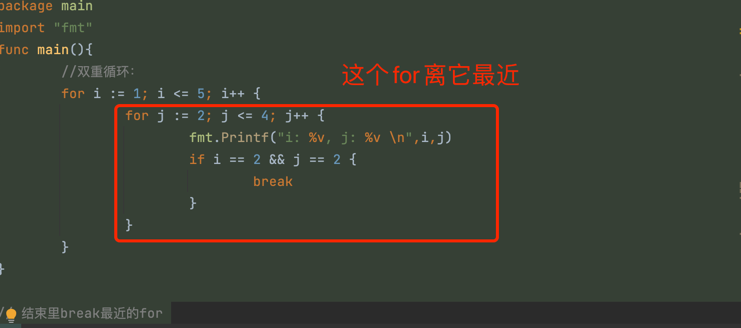 package main
import "fmt"
func main(){
//双重循环：
这个for离它最近
for i := 1; i <= 5; i++ {
for j := 2; j <= 4; j++ {
fmt.Printf("i: %v, j: %v \n",i,j)
if i == 2 && j == 2 {
break
}
}
}
}
//结束里break最近的for